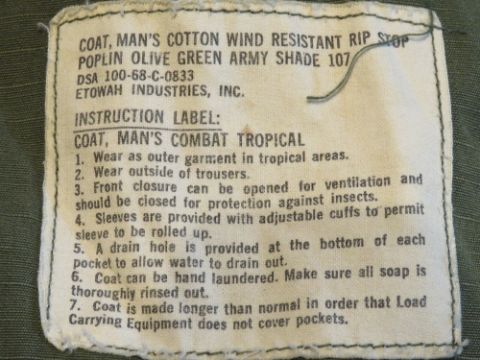 COAT, MAN'S COTTON WIND RESISTANT RIP STOP
POPLIN OLIVE GREEN ARMY SHADE 107
DSA 100-68-C-0833
ETOWAH INDUSTRIES, INC.
INSTRUCTION LABEL:
COAT, MAN'S COMBAT TROPICAL
1. Wear as outer garment in tropical areas.
2. Wear outside of trousers.
3. Front closure can be opened for ventilation and
should be closed for protection against insects.
4. Sleeves are provided with adjustable cuffs to permit
sleeve to be rolled up.
5. A drain hole is provided at the bottom of each
pocket to allow water to drain out.
6. Coat can be hand laundered. Make sure all soap is
thoroughly rinsed out.
7. Coat is made longer than normal in order that Load
Carrying Equipment does not cover pockets.